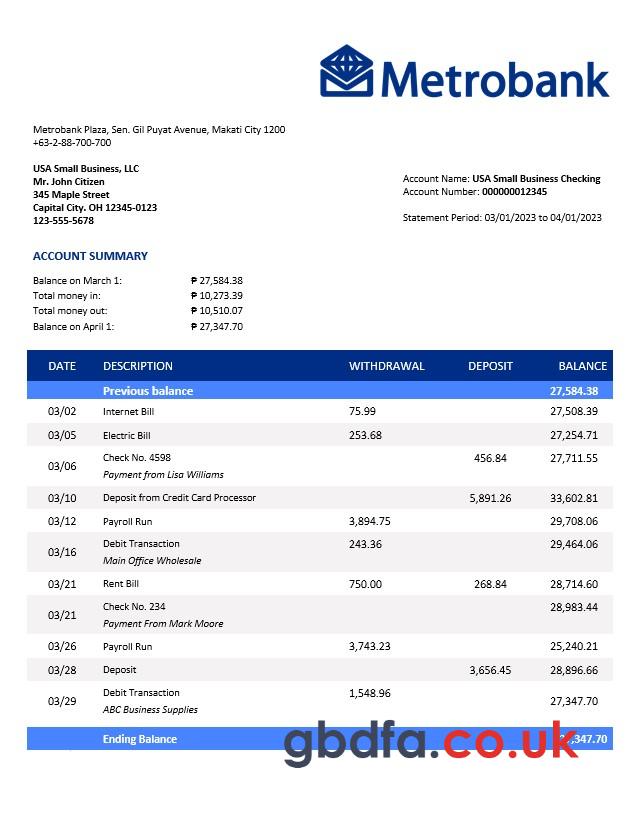 Metrobank
Metrobank Plaza, Sen. Gil Puyat Avenue, Makati City 1200
+63-2-88-700-700
USA Small Business, LLC
Mr. John Citizen
345 Maple Street
Capital City. OH 12345-0123
123-555-5678
Account Name: USA Small Business Checking
Account Number: 000000012345
Statement Period: 03/01/2023 to 04/01/2023
ACCOUNT SUMMARY
Balance on March 1: ₱ 27,584.38
Total money in: ₱ 10,273.39
Total money out: ₱ 10,510.07
Balance on April 1: ₱ 27,347.70
DATE DESCRIPTION WITHDRAWAL DEPOSIT BALANCE
Previous balance 27,584.38
03/02 Internet Bill 75.99 27,508.39
03/05 Electric Bill 253.68 27,254.71
03/06 Check No. 4598 456.84 27,711.55
Payment from Lisa Williams
03/10 Deposit from Credit Card Processor 5,891.26 33,602.81
03/12 Payroll Run 3,894.75 29,708.06
03/16 Debit Transaction 243.36 29,464.06
Main Office Wholesale
03/21 Rent Bill 750.00 268.84 28,714.60
03/21 Check No. 234 28,983.44
Payment From Mark Moore
03/26 Payroll Run 3,743.23 25,240.21
03/28 Deposit 3,656.45 28,896.66
03/29 Debit Transaction 1,548.96 27,347.70
ABC Business Supplies
Ending Balance 27,347.70
gbdfa.co.uk